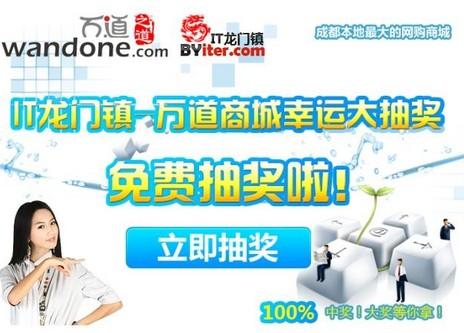 万道之道
wandone.com
IT龙门镇
BYiter.com
成都本地最大的网购商城
IT龙门镇-万道商城幸运大抽奖
免费抽奖啦!
立即抽奖
@
100% 中奖!大奖等你拿!